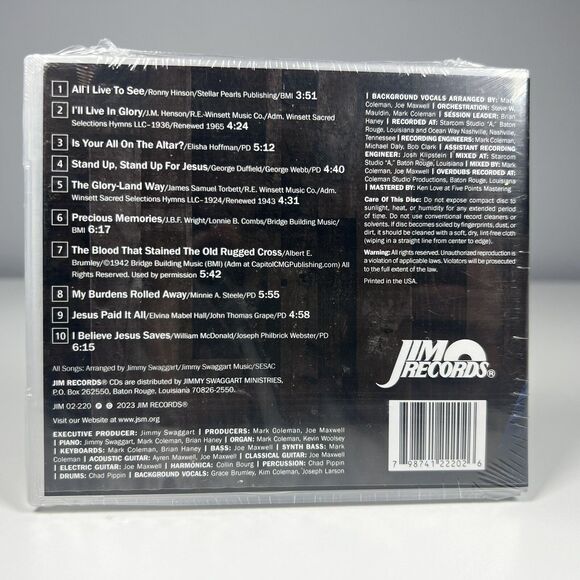 1 All I Live To See/Ronny Hinson/Stellar Pearls Publishing/BMI 3:51
2 I'll Live In Glory/J.M. Henson/R.E. Winsett Music Co./Adm. Winsett Sacred
Selections Hymns LLC-1936/Renewed 1965 4:24
3 Is Your All On The Altar?/Elisha Hoffman/PD 5:12
4 Stand Up, Stand Up For Jesus/George Duffield/George Webb/PD 4:40
5 The Glory-Land Way/James Samuel Torbett/R.E. Winsett Music Co./Adm.
Winsett Sacred Selections Hymns LLC-1924/Renewed 1943 4:31
6 Precious Memories/J.B.F. Wright/Lonnie B. Combs/Bridge Building Music/
BMI 6:17
7 The Blood That Stained The Old Rugged Cross/Albert E.
Brumley/©1942 Bridge Building Music (BMI) (Adm at CapitolCMGPublishing.com) All
Rights Reserved. Used by permission 5:42
8 My Burdens Rolled Away/Minnie A. Steele/PD 5:55
9 Jesus Paid It All/Elvina Mabel Hall/John Thomas Grape/PD 4:58
10 I Believe Jesus Saves/William McDonald/Joseph Philbrick Webster/PD
6:15
All Songs: Arranged by Jimmy Swaggart/Jimmy Swaggart Music/SESAC
JIM RECORDS® CDs are distributed by JIMMY SWAGGART MINISTRIES,
P.O. Box 262550, Baton Rouge, Louisiana 70826-2550.
JIM 02-220 ℗ © 2023 JIM RECORDS®
Visit our Website at www.jsm.org
EXECUTIVE PRODUCER: Jimmy Swaggart | PRODUCERS: Mark Coleman, Joe Maxwell
| PIANO: Jimmy Swaggart, Mark Coleman, Brian Haney | ORGAN: Mark Coleman, Kevin Woolsey
| KEYBOARDS: Mark Coleman, Brian Haney | BASS: Joe Maxwell | SYNTH BASS: Mark
Coleman | ACOUSTIC GUITAR: Ayren Maxwell, Joe Maxwell | CLASSICAL GUITAR: Joe Maxwell
| ELECTRIC GUITAR: Joe Maxwell | HARMONICA: Collin Bourg | PERCUSSION: Chad Pippin
| DRUMS: Chad Pippin | BACKGROUND VOCALS: Grace Brumley, Kim Coleman, Joseph Larson
| BACKGROUND VOCALS ARRANGED BY: Mark
Coleman, Joe Maxwell | ORCHESTRATION: Steve W.
Mauldin, Mark Coleman | SESSION LEADER: Brian
Haney | RECORDED AT: Starcom Studio "A," Baton
Rouge, Louisiana and Ocean Way Nashville, Nashville,
Tennessee | RECORDING ENGINEERS: Mark Coleman,
Michael Daly, Bob Clark | ASSISTANT RECORDING
ENGINEER: Josh Klipstein | MIXED AT: Starcom Studio
"A," Baton Rouge, Louisiana | MIXED BY: Mark
Coleman, Joe Maxwell | OVERDUBS RECORDED AT:
Coleman Studio Productions, Baton Rouge, Louisiana
| MASTERED BY: Ken Love at Five Points Mastering.
Care Of This Disc: Do not expose compact disc to
sunlight, heat, or humidity for any extended period
of time. Do not use conventional record cleaners or
solvents. If disc becomes soiled by fingerprints, dust, or
dirt, it should be cleaned with a soft, dry, lint-free cloth
(wiping in a straight line from center to edge).
Warning: All rights reserved. Unauthorized reproduction is
a violation of applicable laws. Violators will be prosecuted
to the full extent of the law.
Printed in the USA.
JIM
RECORDS®
7 98741 22202 6